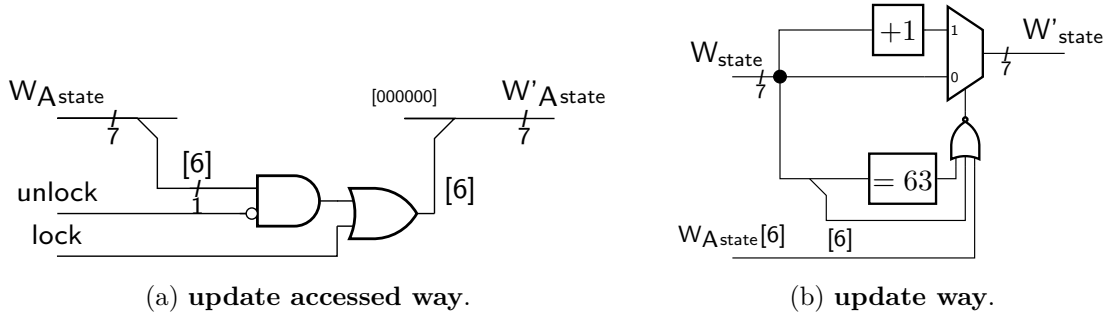 W_Astate
7
[6]
1
unlock
lock
[000000]
W'_Astate
7
[6]
(a) update accessed way.
W_state
7
+1
1
0
W'_state
7
= 63
[6]
W_Astate[6]
(b) update way.